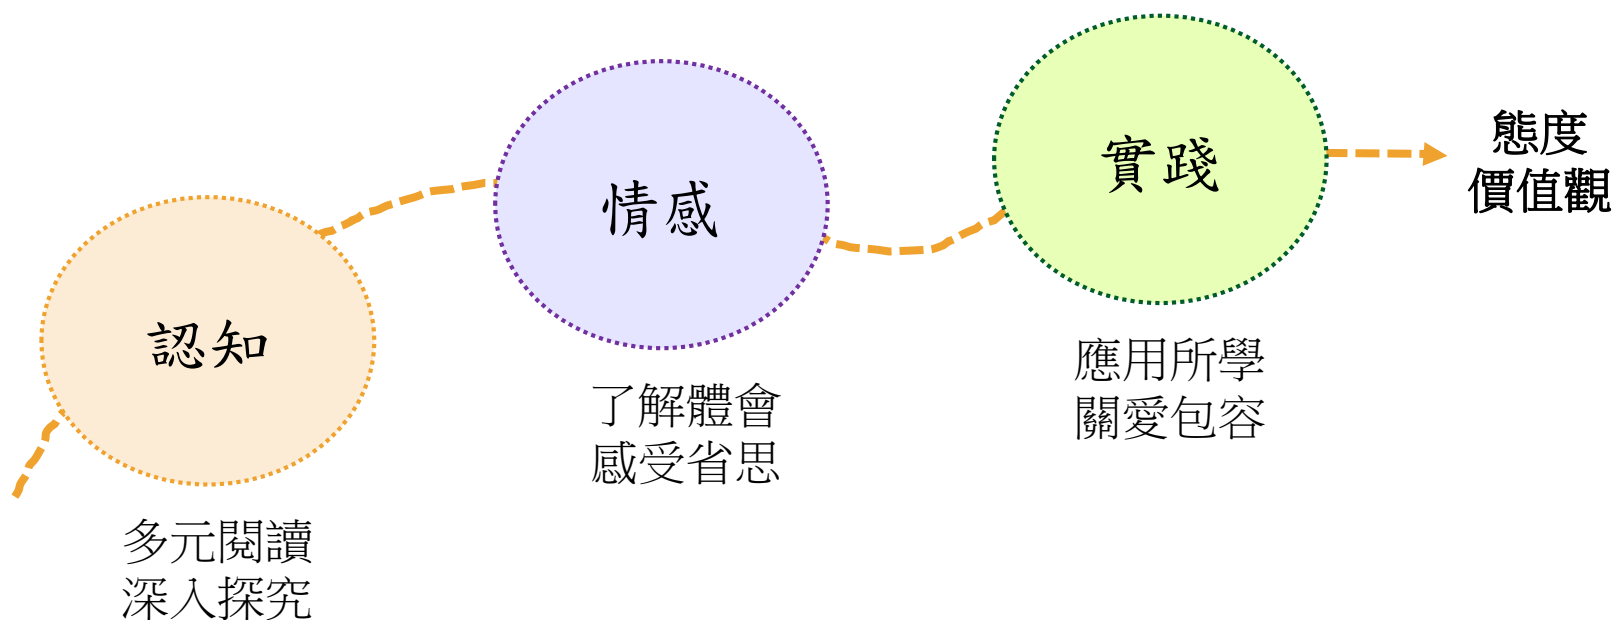 認知
多元閱讀
深入探究
情感
了解體會
感受省思
實踐
應用所學
關愛包容
態度
價值觀